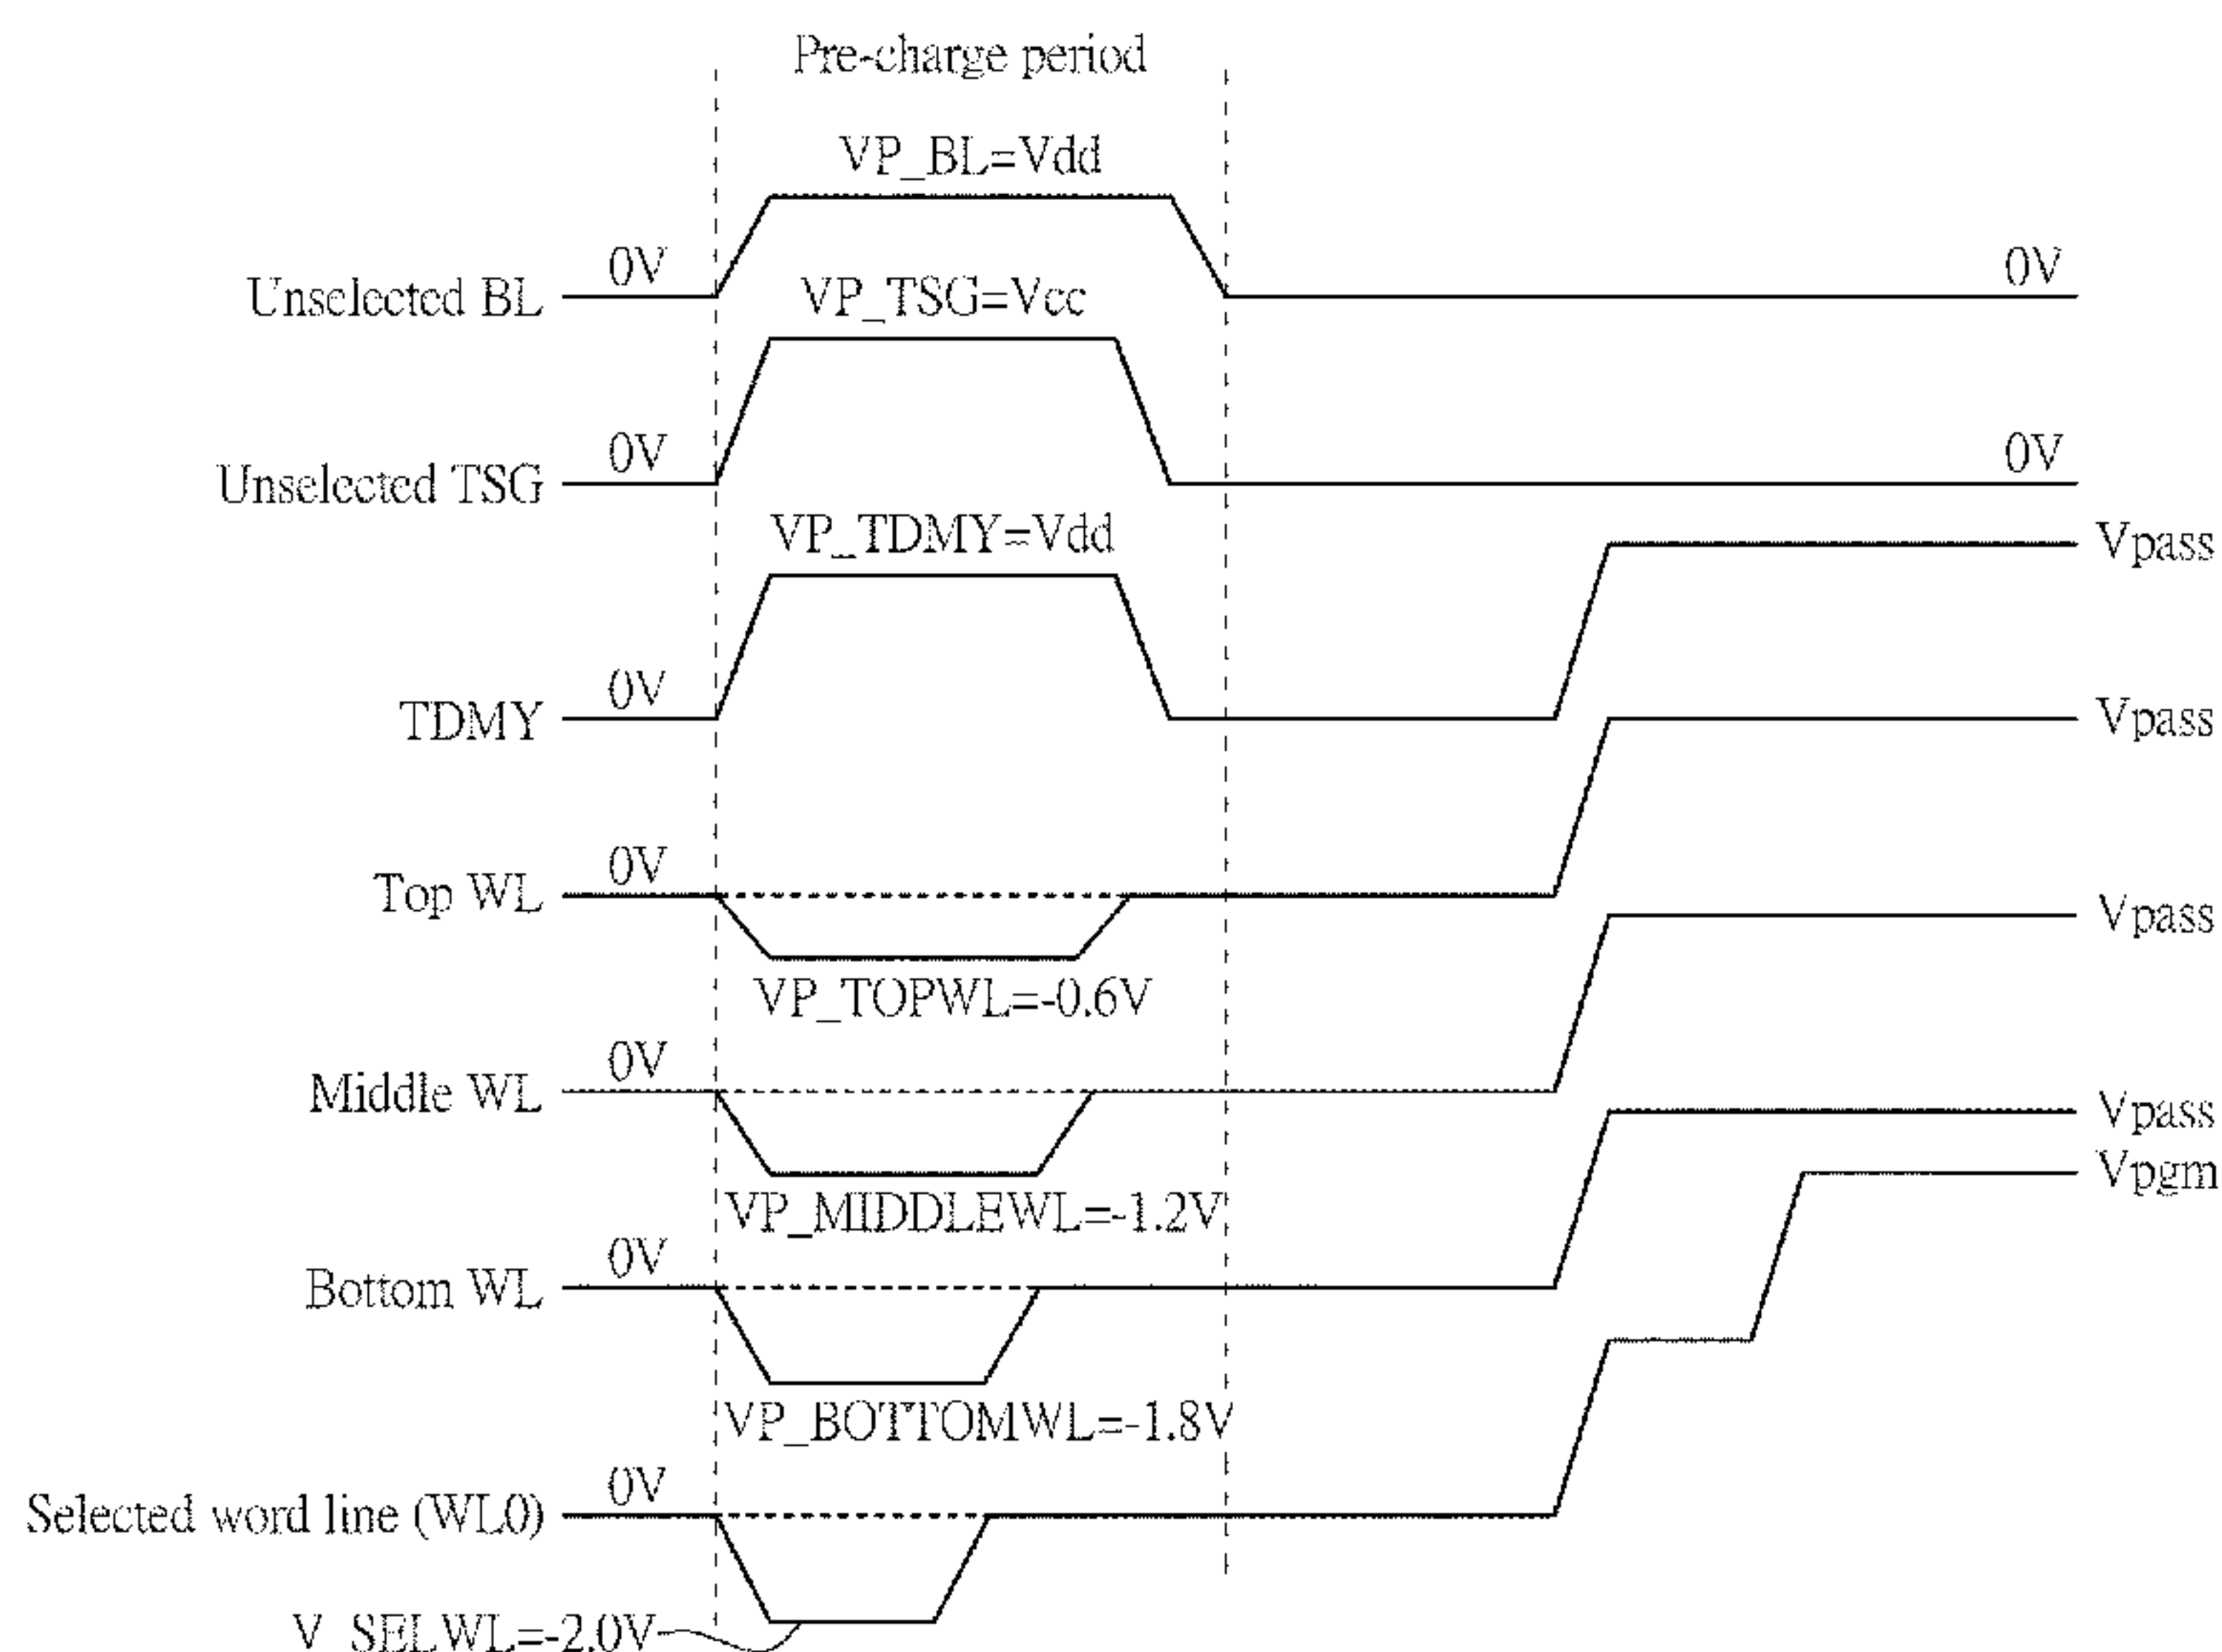 Pre-charge period
VP_BL=Vdd
Unselected BL 0V 0V
VP_TSG=Vcc
Unselected TSG 0V 0V
VP_TDMY=Vdd
Vpass
TDMY 0V Vpass
Top WL 0V Vpass
VP_TOPWL=-0.6V
Middle WL 0V Vpass
Vpgm
VP_MIDDLEWL=-1.2V
Bottom WL 0V
VP_BOTTOMWL=-1.8V
Selected word line (WL0) 0V
V_SELWL=-2.0V